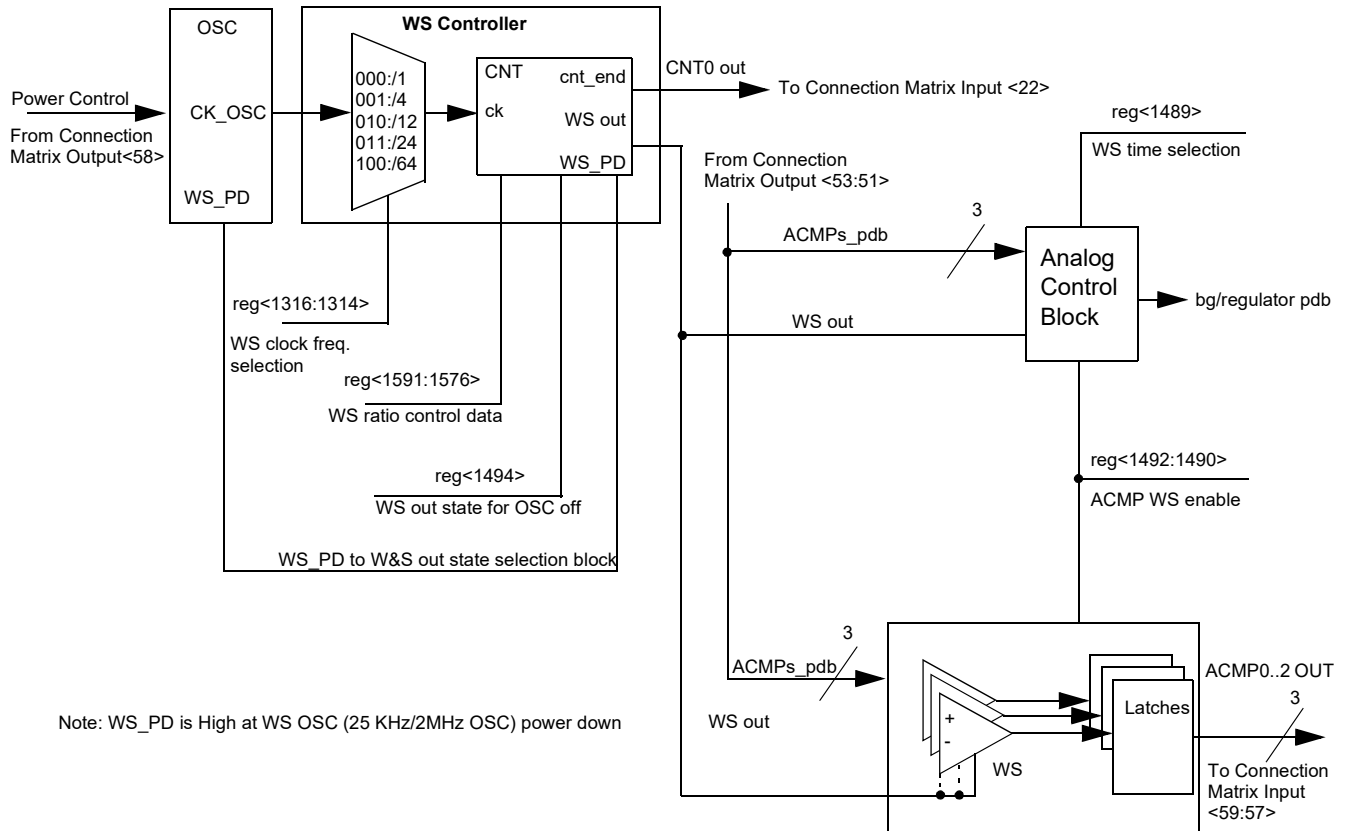 OSC
WS Controller
Power Control
From Connection
Matrix Output<58>
CK_OSC
WS_PD
000:/1
001:/4
010:/12
011:/24
100:/64
CNT
ck
cnt_end
WS out
WS_PD
CNT0 out
To Connection Matrix Input <22>
reg<1489>
WS time selection
From Connection
Matrix Output <53:51>
3
ACMPs_pdb
Analog
Control
Block
bg/regulator pdb
WS out
reg<1316:1314>
WS clock freq.
selection
reg<1591:1576>
WS ratio control data
reg<1494>
WS out state for OSC off
WS_PD to W&S out state selection block
reg<1492:1490>
ACMP WS enable
3
ACMPs_pdb
WS out
+
-
WS
Latches
ACMP0..2 OUT
3
To Connection
Matrix Input
<59:57>
Note: WS_PD is High at WS OSC (25 KHz/2MHz OSC) power down